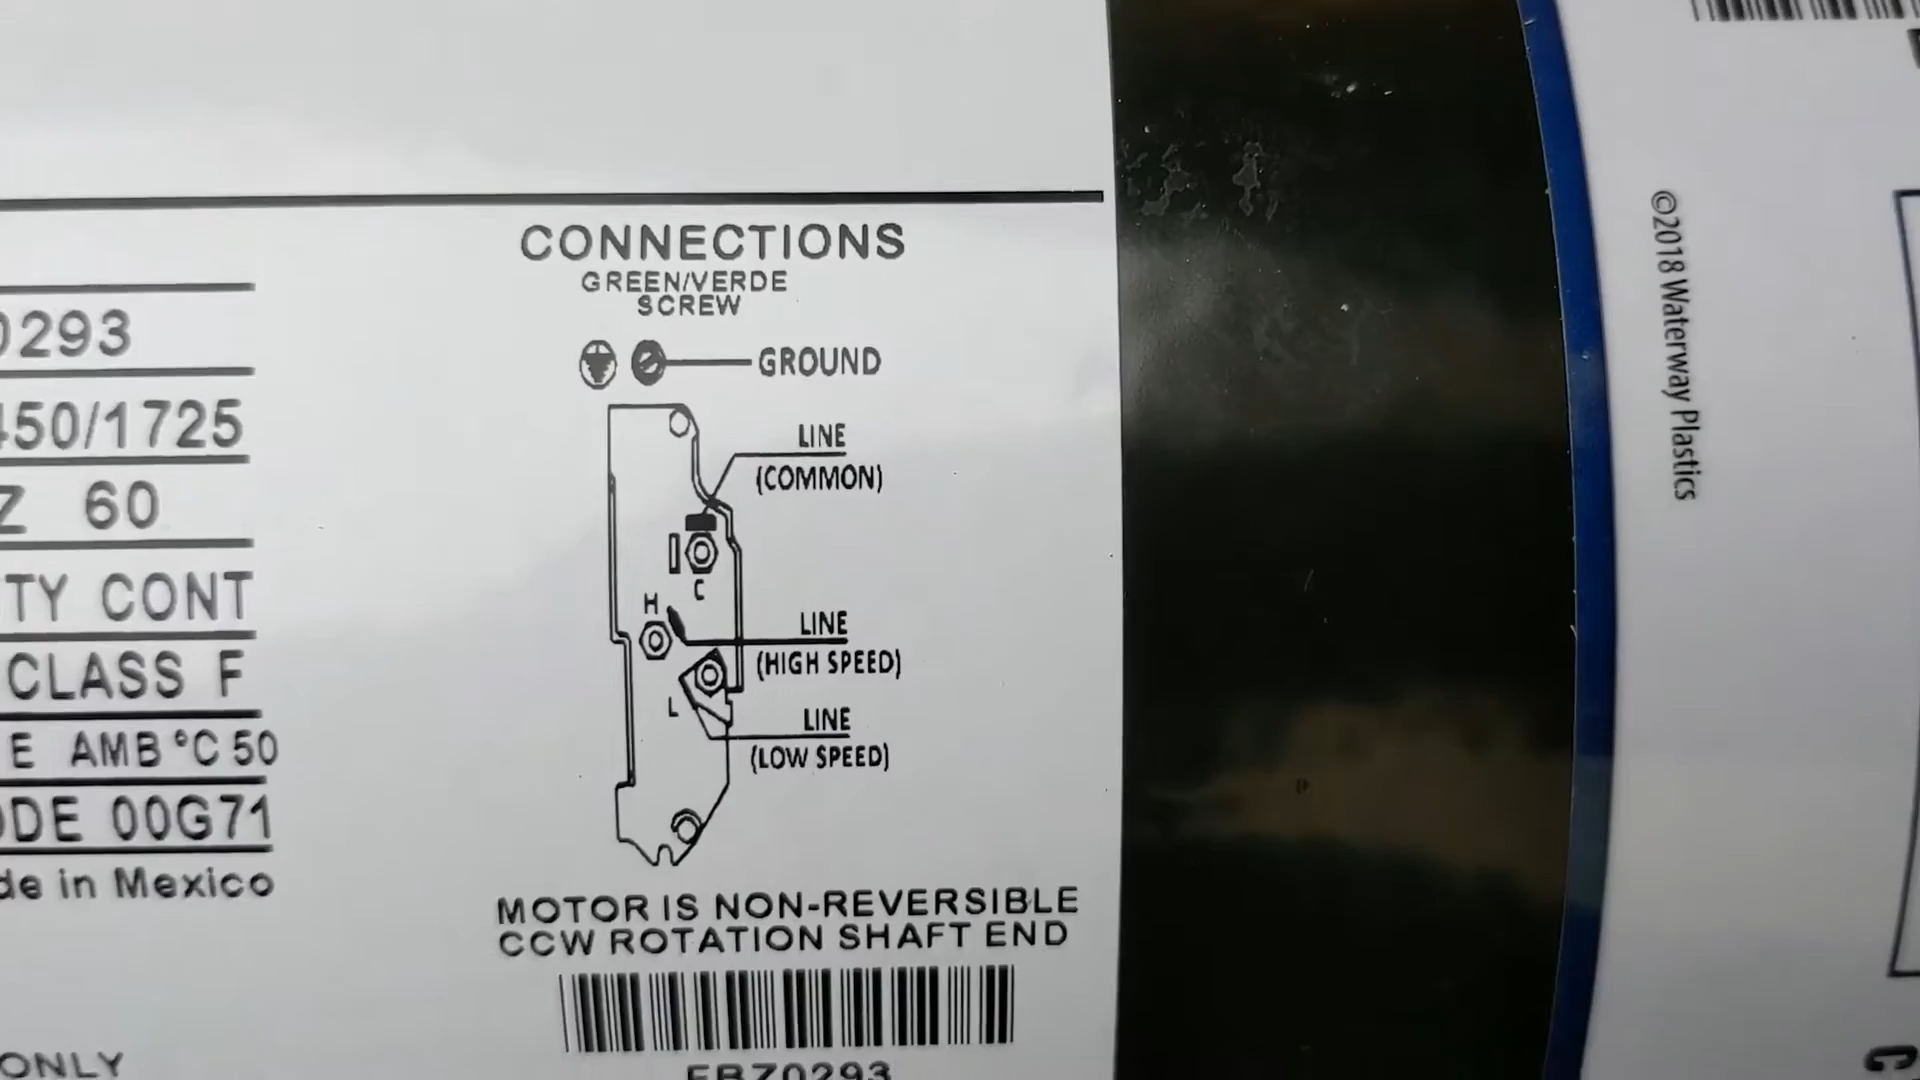 CONNECTIONS
GREEN/VERDE
SCREW
GROUND
LINE
(COMMON)
C
H
LINE
(HIGH SPEED)
L
LINE
(LOW SPEED)
MOTOR IS NON-REVERSIBLE
CCW ROTATION SHAFT END
0293
450/1725
Z 60
TY CONT
CLASS F
E AMB °C 50
ODE 00G71
de in Mexico
ONLY
©2018 Waterway Plastics